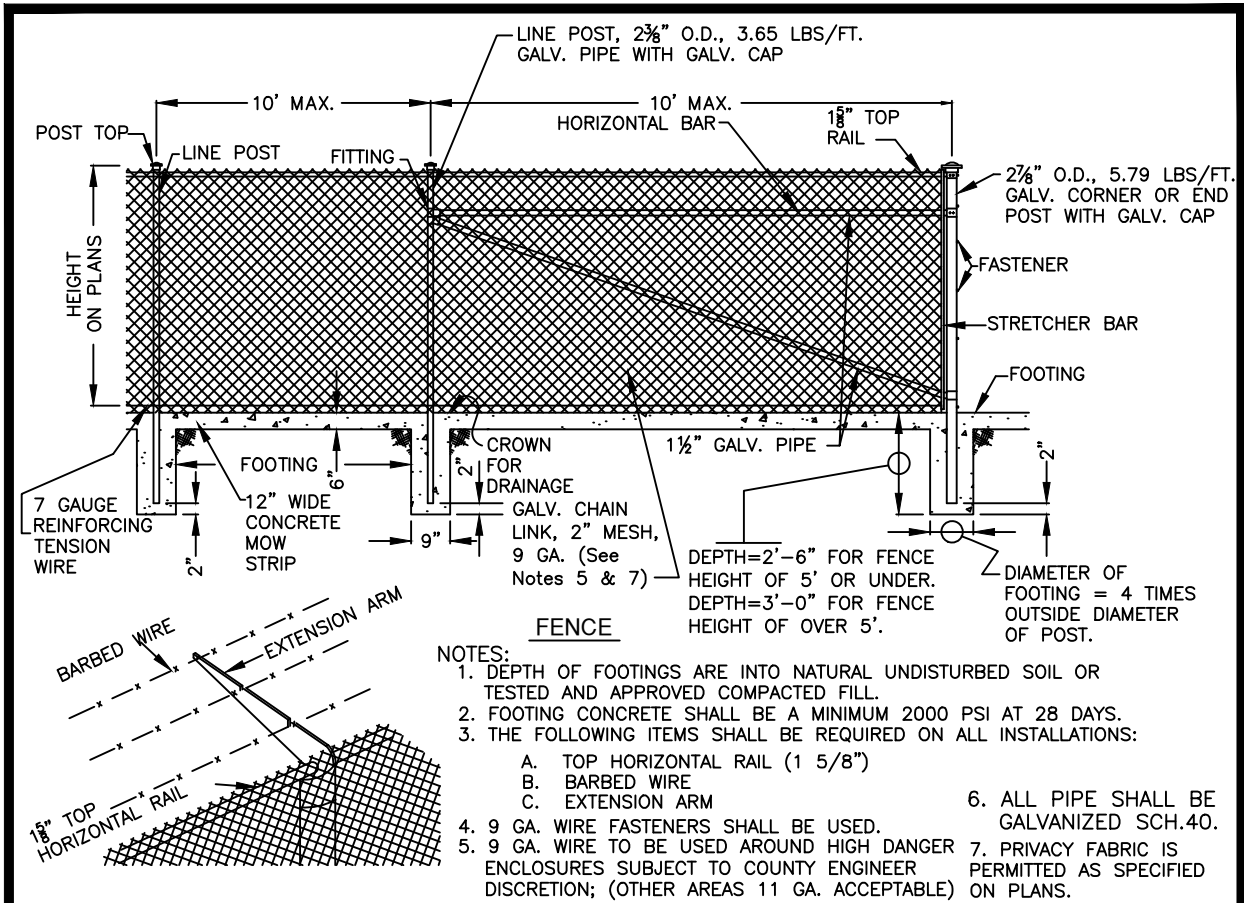 LINE POST, 2⅜" O.D., 3.65 LBS/FT.
GALV. PIPE WITH GALV. CAP
10' MAX.
10' MAX.
HORIZONTAL BAR
1⅝" TOP
RAIL
POST TOP
LINE POST
FITTING
2⅞" O.D., 5.79 LBS/FT.
GALV. CORNER OR END
POST WITH GALV. CAP
HEIGHT
ON PLANS
FASTENER
STRETCHER BAR
FOOTING
7 GAUGE
REINFORCING
TENSION
WIRE
2"
FOOTING
12" WIDE
CONCRETE
MOW
STRIP
6"
9"
2"
CROWN
FOR
DRAINAGE
GALV. CHAIN
LINK, 2" MESH,
9 GA. (See
Notes 5 & 7)
1½" GALV. PIPE
2"
DEPTH=2'-6" FOR FENCE
HEIGHT OF 5' OR UNDER.
DEPTH=3'-0" FOR FENCE
HEIGHT OF OVER 5'.
DIAMETER OF
FOOTING = 4 TIMES
OUTSIDE DIAMETER
OF POST.
FENCE
BARBED WIRE
EXTENSION ARM
1⅝" TOP
HORIZONTAL RAIL
NOTES:
1. DEPTH OF FOOTINGS ARE INTO NATURAL UNDISTURBED SOIL OR
TESTED AND APPROVED COMPACTED FILL.
2. FOOTING CONCRETE SHALL BE A MINIMUM 2000 PSI AT 28 DAYS.
3. THE FOLLOWING ITEMS SHALL BE REQUIRED ON ALL INSTALLATIONS:
A. TOP HORIZONTAL RAIL (1 5/8")
B. BARBED WIRE
C. EXTENSION ARM
4. 9 GA. WIRE FASTENERS SHALL BE USED.
5. 9 GA. WIRE TO BE USED AROUND HIGH DANGER
ENCLOSURES SUBJECT TO COUNTY ENGINEER
DISCRETION; (OTHER AREAS 11 GA. ACCEPTABLE)
6. ALL PIPE SHALL BE
GALVANIZED SCH.40.
7. PRIVACY FABRIC IS
PERMITTED AS SPECIFIED
ON PLANS.